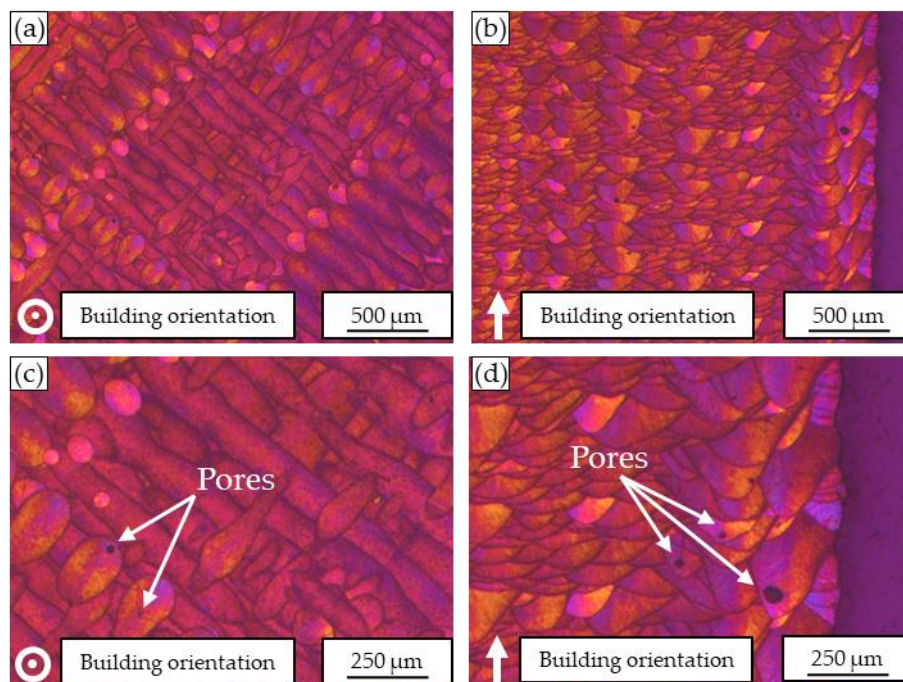 (a)
Building orientation
500 µm
(b)
Building orientation
500 µm
(c)
Pores
Building orientation
250 µm
(d)
Pores
Building orientation
250 µm